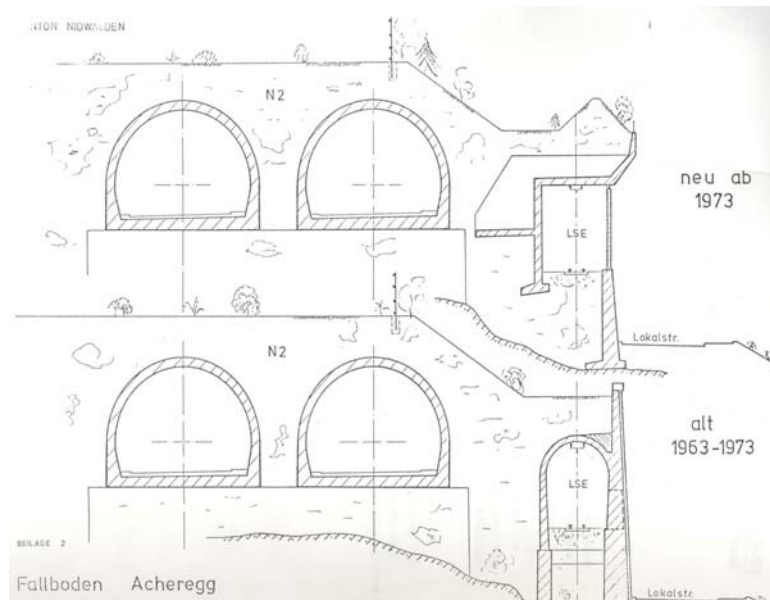 NTON NIDWALDEN
N2
neu ab
1973
LSE
Lokalstr.
N2
alt
1963-1973
LSE
BEILAGE 2
Fallboden Acheregg
Lokalstr.